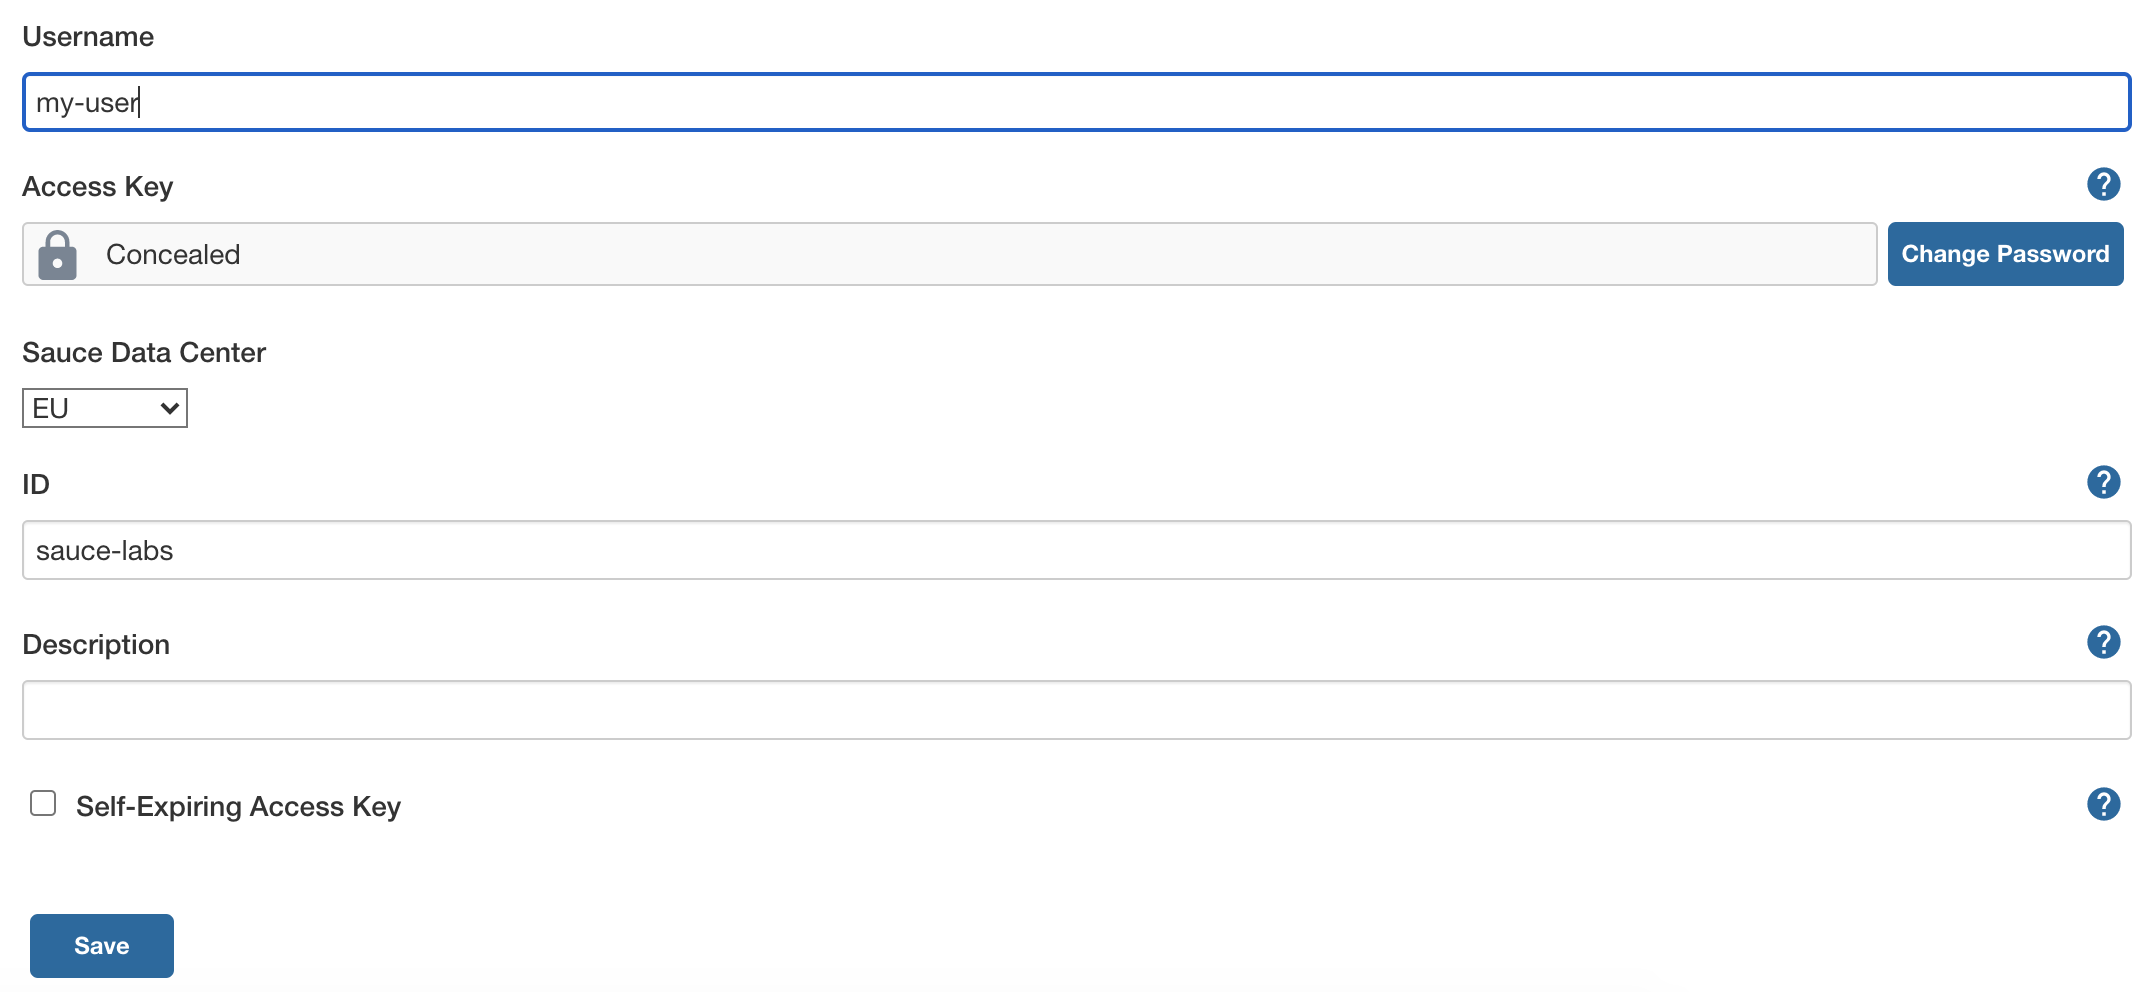 Username
my-user
Access Key
?
Concealed
Change Password
Sauce Data Center
EU
ID
?
sauce-labs
Description
?
Self-Expiring Access Key
?
Save